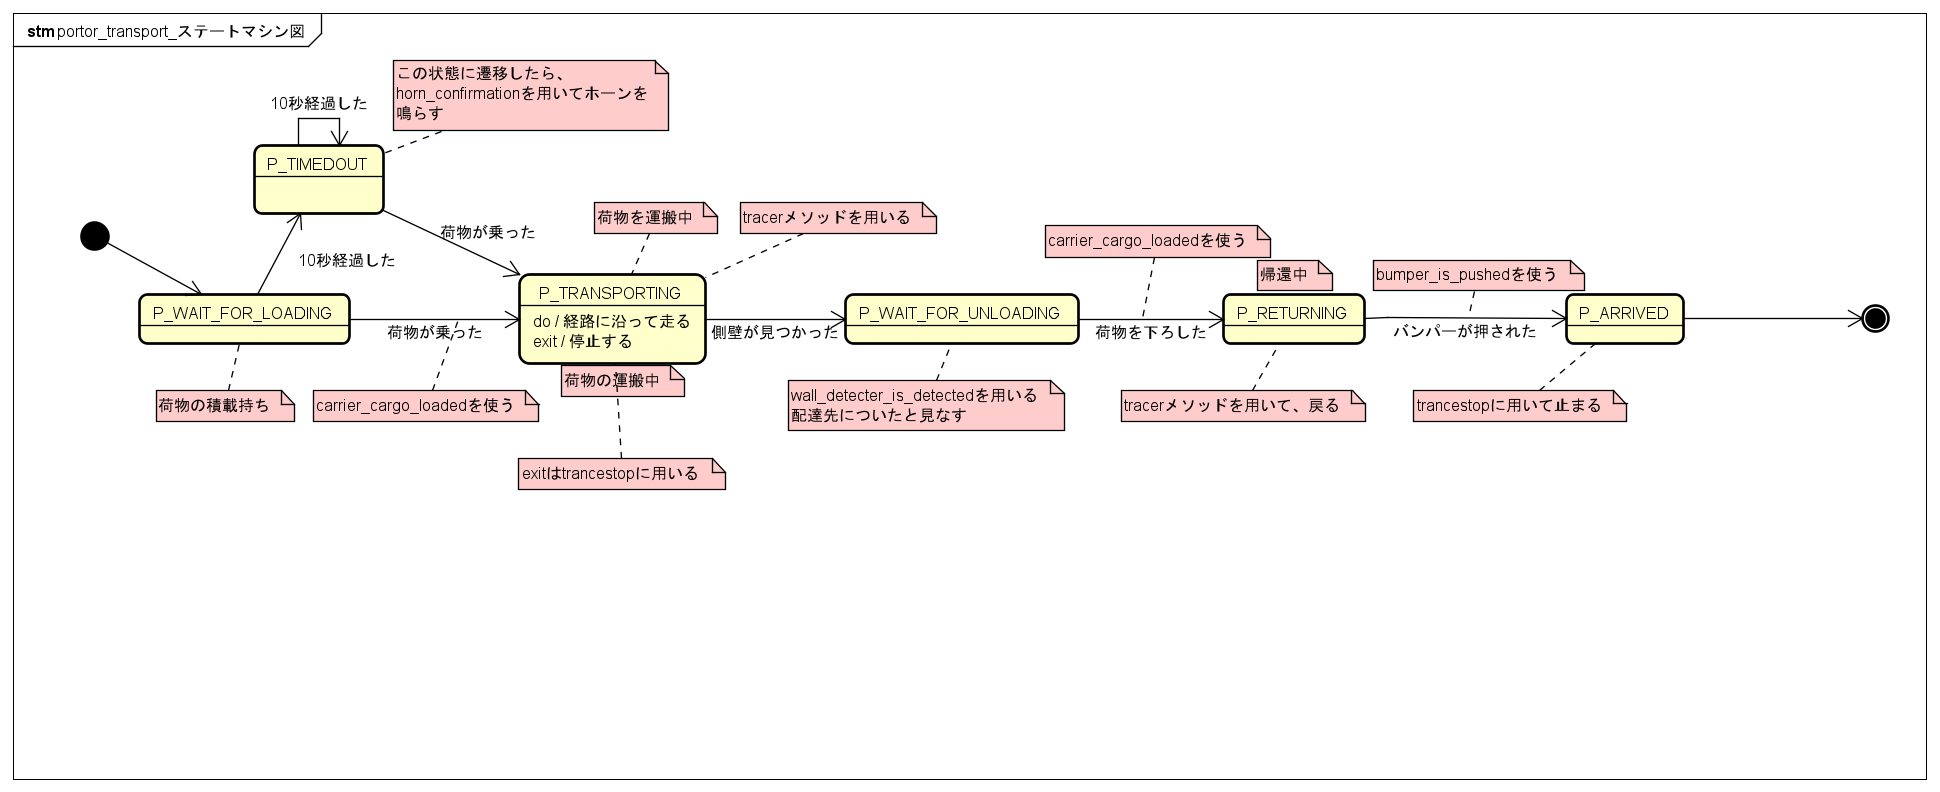 stm portor_transport_ステートマシン図
この状態に遷移したら、
horn_confirmationを用いてホーンを
鳴らす
10秒経過した
P_TIMEDOUT
荷物が乗った
10秒経過した
荷物を運搬中
tracerメソッドを用いる
carrier_cargo_loadedを使う
帰還中
bumper_is_pushedを使う
P_WAIT_FOR_LOADING
荷物が乗った
P_TRANSPORTING
do / 経路に沿って走る
exit / 停止する
側壁が見つかった
P_WAIT_FOR_UNLOADING
荷物を下ろした
P_RETURNING
バンパーが押された
P_ARRIVED
荷物の積載持ち
carrier_cargo_loadedを使う
荷物の運搬中
wall_detecter_is_detectedを用いる
配達先についたと見なす
tracerメソッドを用いて、戻る
trancestopに用いて止まる
exitはtrancestopに用いる